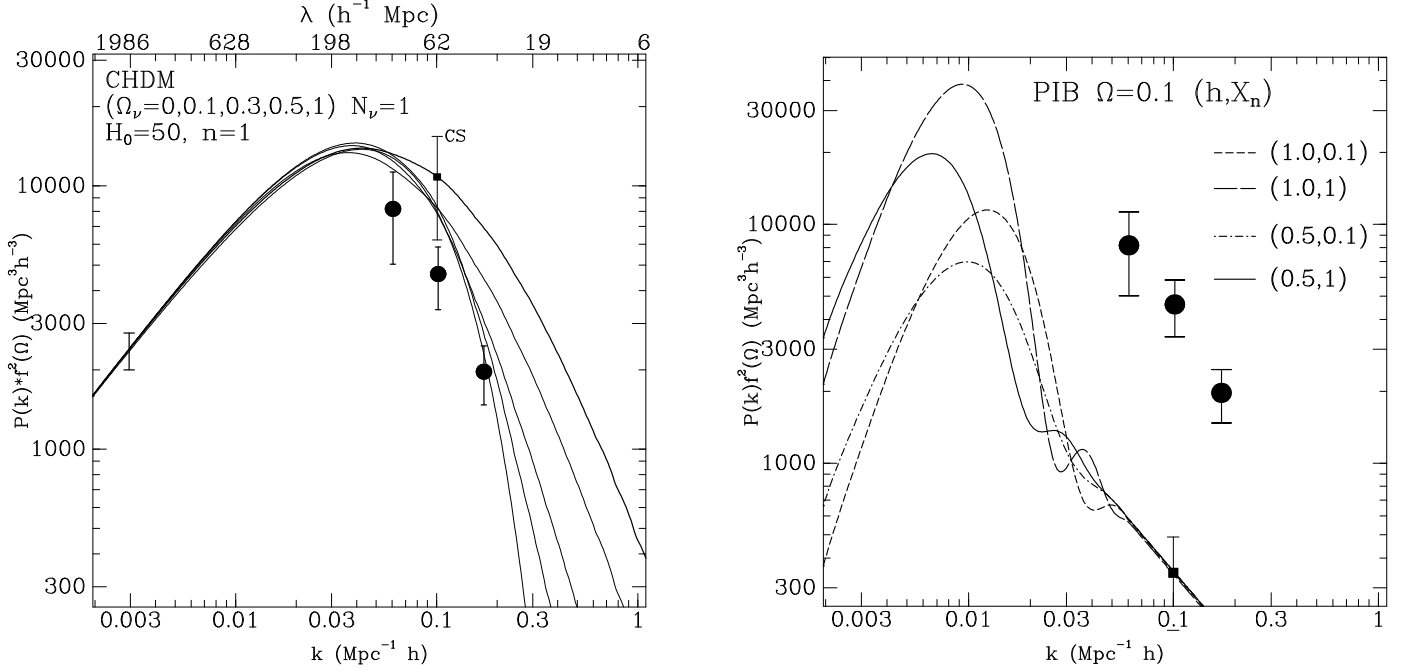 λ (h⁻¹ Mpc)
1986 628 198 62 19 6
30000
10000
3000
1000
300
P(k)*f²(Ω) (Mpc³h⁻³)
CHDM
(Ων=0,0.1,0.3,0.5,1) Nν=1
H₀=50, n=1
CS
0.003 0.01 0.03 0.1 0.3 1
k (Mpc⁻¹ h)
30000
10000
3000
1000
300
P(k)f²(Ω) (Mpc³h⁻³)
PIB Ω=0.1 (h,Xₙ)
(1.0,0.1)
(1.0,1)
(0.5,0.1)
(0.5,1)
0.003 0.01 0.03 0.1 0.3 1
k (Mpc⁻¹ h)